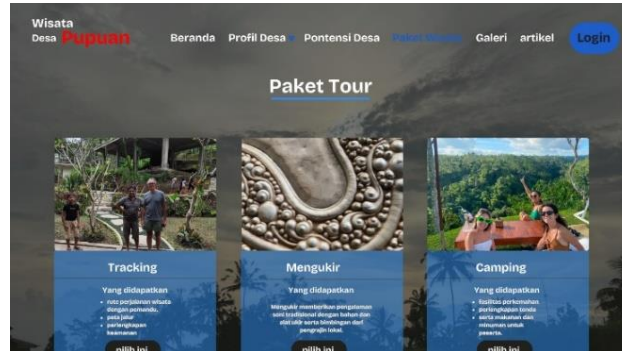 Wisata
Desa Pupuan
Beranda Profil Desa Pontensi Desa Paket Wisata Galeri artikel Login
Paket Tour
Tracking
Yang didapatkan
• rute perjalanan wisata
dengan pemandu.
• peta jalur
• perlengkapan
keamanan
pilih ini
Mengukir
Yang didapatkan
Mengukir memberikan pengalaman
seni tradisional dengan bahan dan
alat ukir serta bimbingan dari
pengrajin lokal.
pilih ini
Camping
Yang didapatkan
• fasilitas perkemahan
• perlengkapan tenda
• serta makanan dan
minuman untuk
peserta.
pilih ini